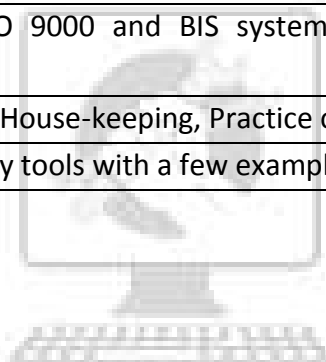 9000 and BIS system
House-keeping, Practice
y tools with a few exampl